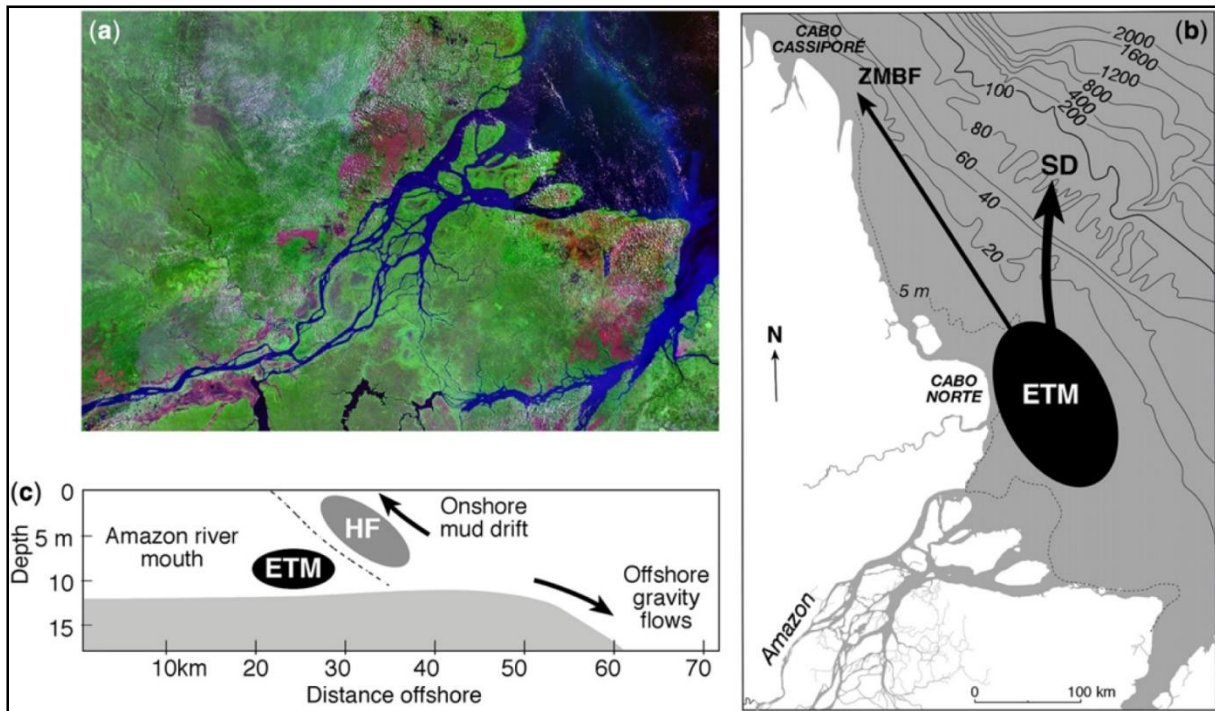 (a)
(b)
CABO
CASSIPORÉ
ZMBF
2000
1600
1200
800
400
200
100
80
60
40
20
SD
5 m
N
CABO
NORTE
ETM
Amazon
0
100 km
(c)
0
5 m
10
15
Depth
Amazon river
mouth
ETM
HF
Onshore
mud drift
Offshore
gravity
flows
10km
20
30
40
50
60
70
Distance offshore